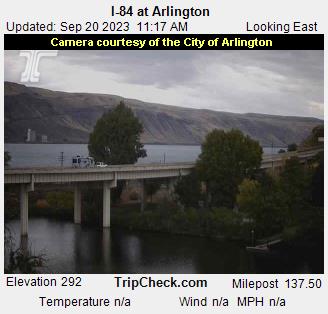 I-84 at Arlington
Updated: Sep 20 2023 11:17 AM Looking East
Camera courtesy of the City of Arlington
Elevation 292 TripCheck.com Milepost 137.50
Temperature n/a Wind n/a MPH n/a